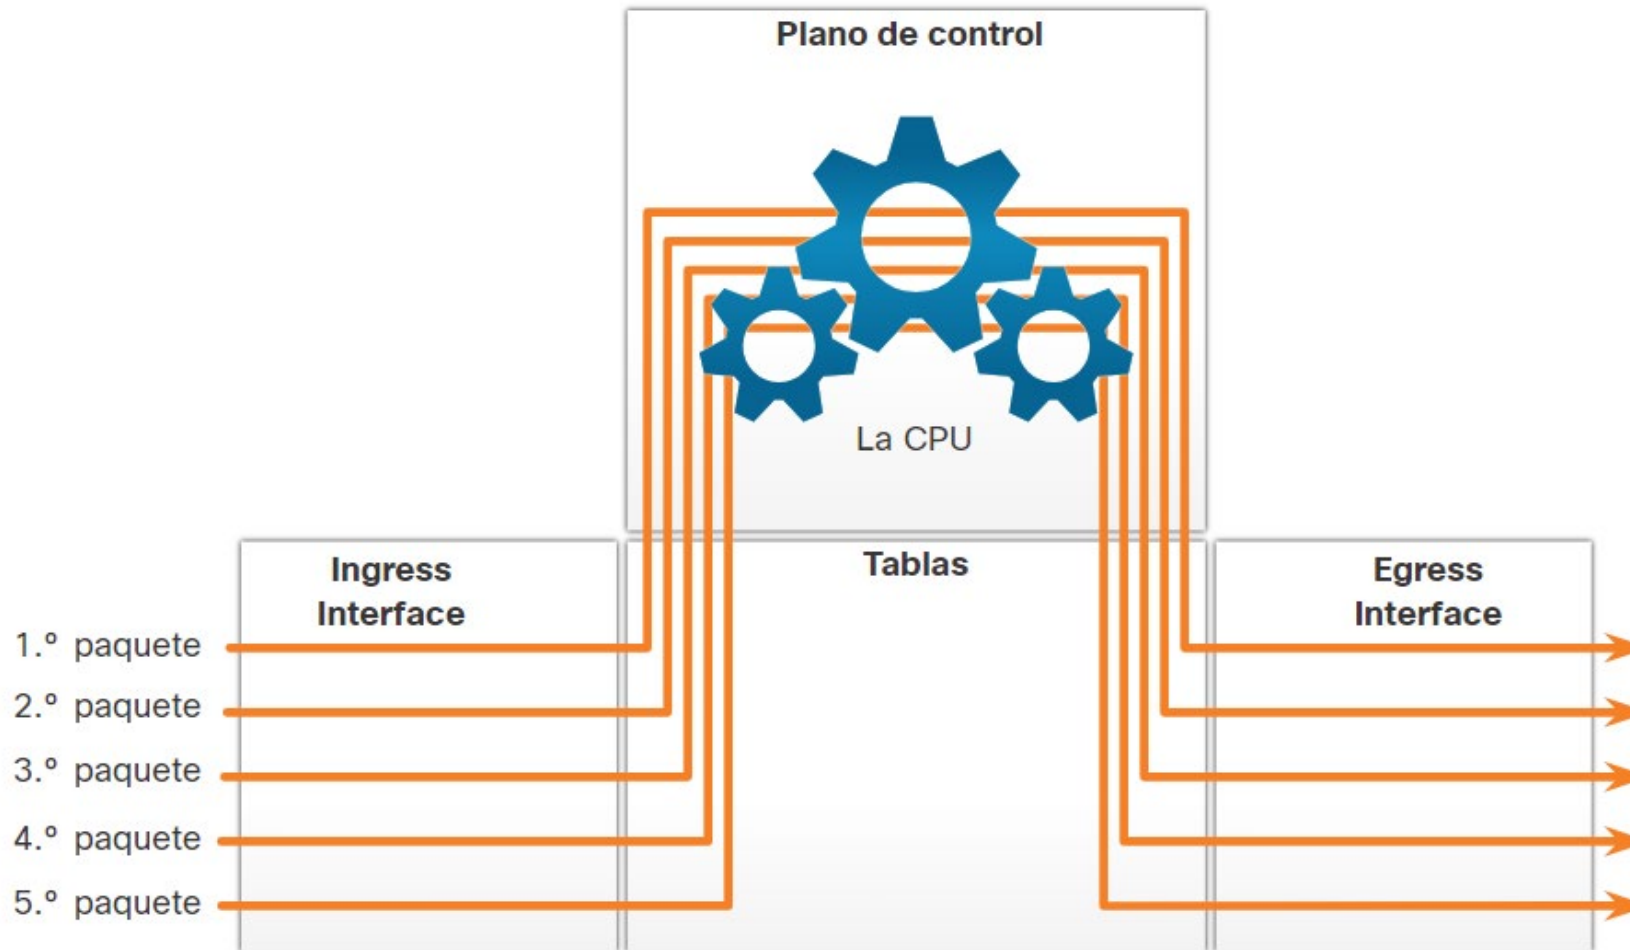 Plano de control
La CPU
Ingress
Interface
Tablas
Egress
Interface
1.º paquete
2.º paquete
3.º paquete
4.º paquete
5.º paquete